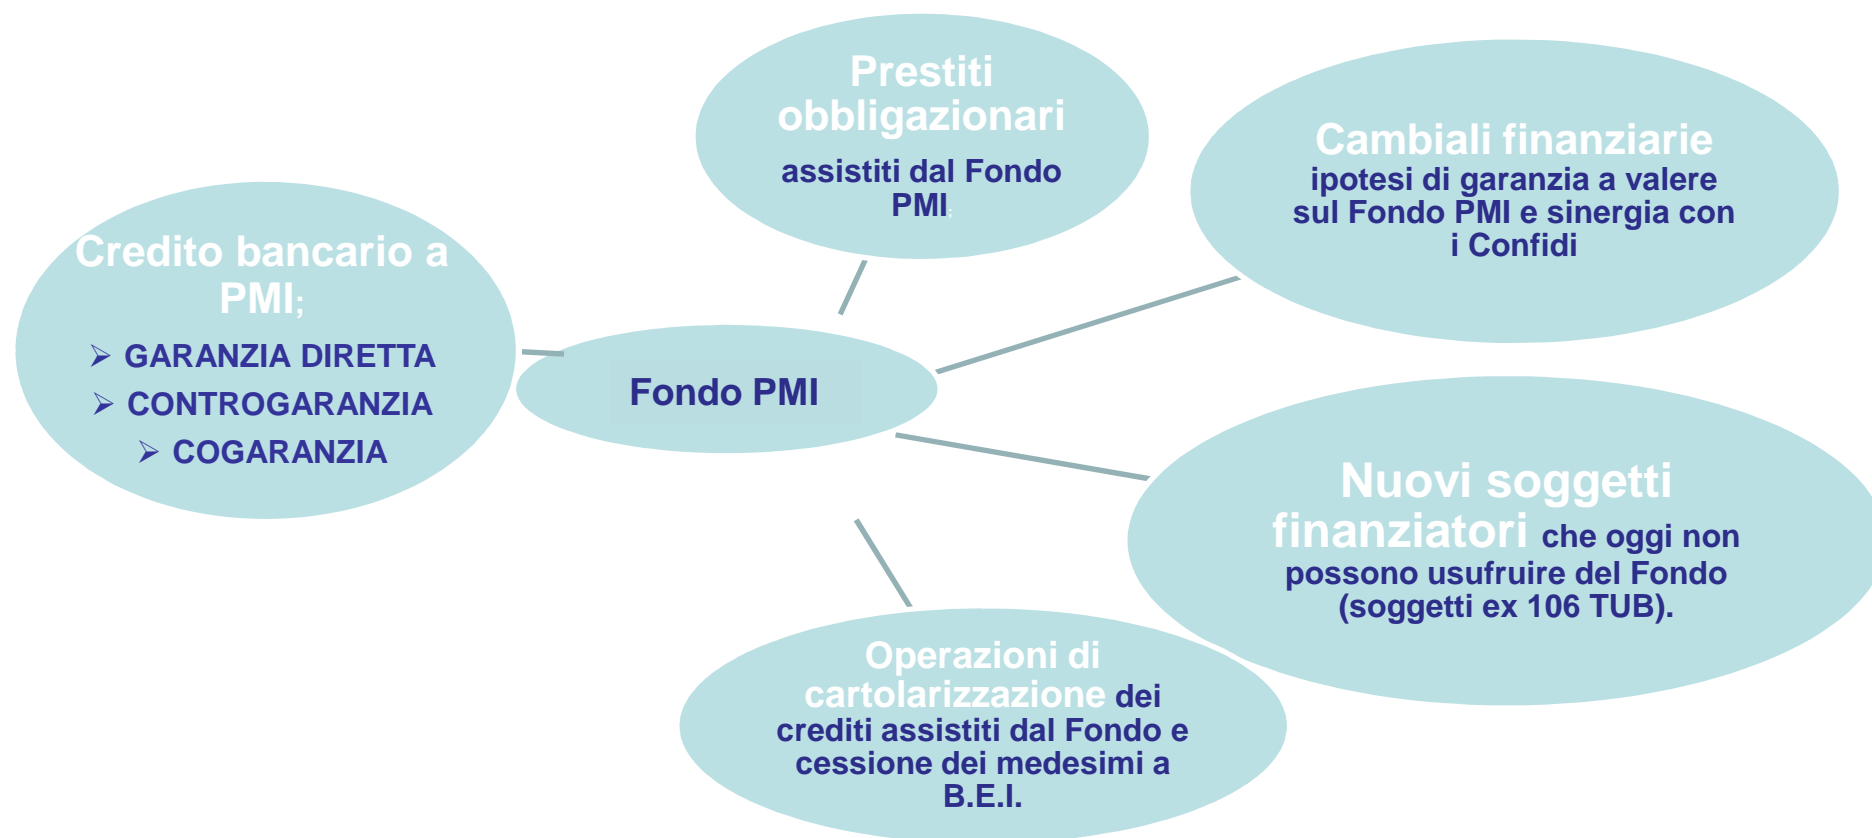 Prestiti
obbligazionari
assistiti dal Fondo
PMI;
Cambiali finanziarie
ipotesi di garanzia a valere
sul Fondo PMI e sinergia con
i Confidi
Credito bancario a
PMI;
➢ GARANZIA DIRETTA
➢ CONTROGARANZIA
➢ COGARANZIA
Fondo PMI
Nuovi soggetti
finanziatori che oggi non
possono usufruire del Fondo
(soggetti ex 106 TUB).
Operazioni di
cartolarizzazione dei
crediti assistiti dal Fondo e
cessione dei medesimi a
B.E.I.